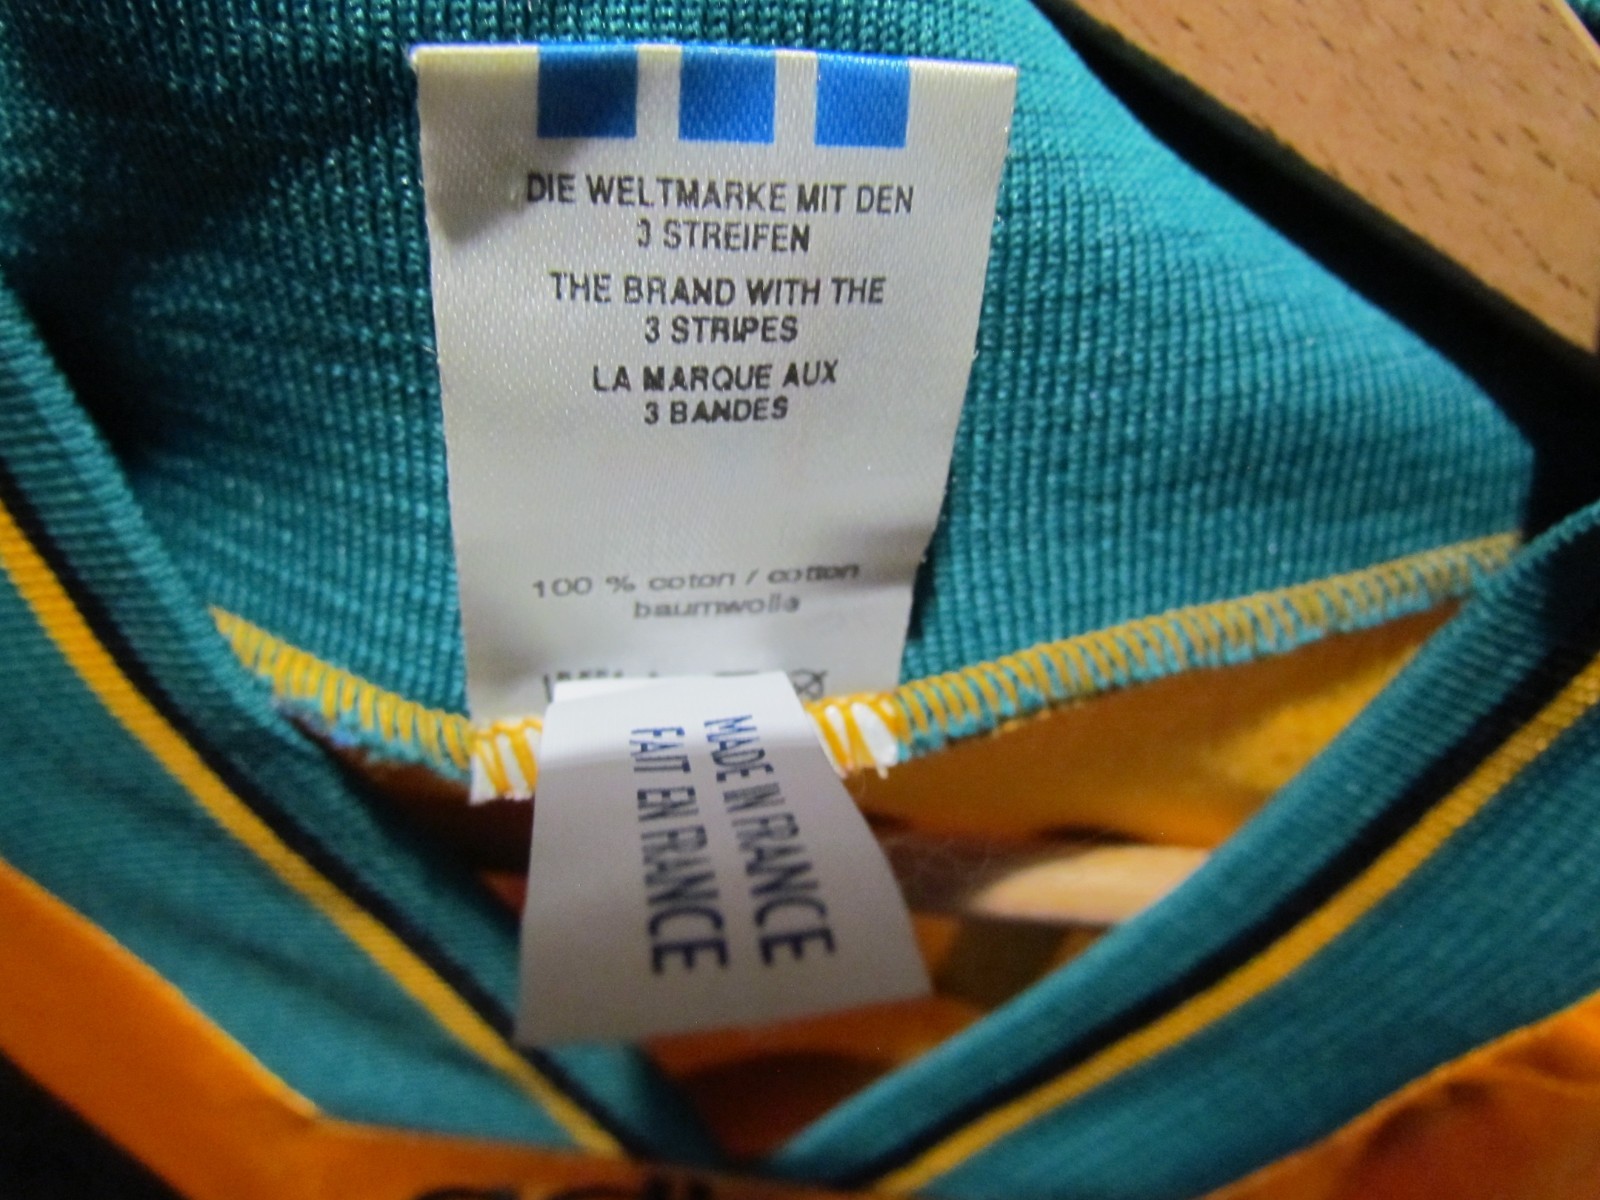 DIE WELTMARKE MIT DEN
3 STREIFEN
THE BRAND WITH THE
3 STRIPES
LA MARQUE AUX
3 BANDES
100 % coton / cotton
baumwolle
MADE IN FRANCE
FAIT EN FRANCE